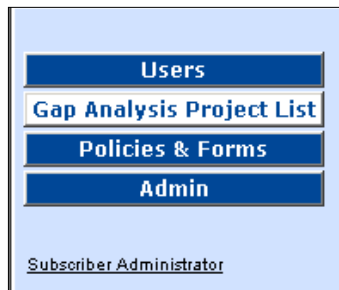 Users
Gap Analysis Project List
Policies & Forms
Admin
Subscriber Administrator